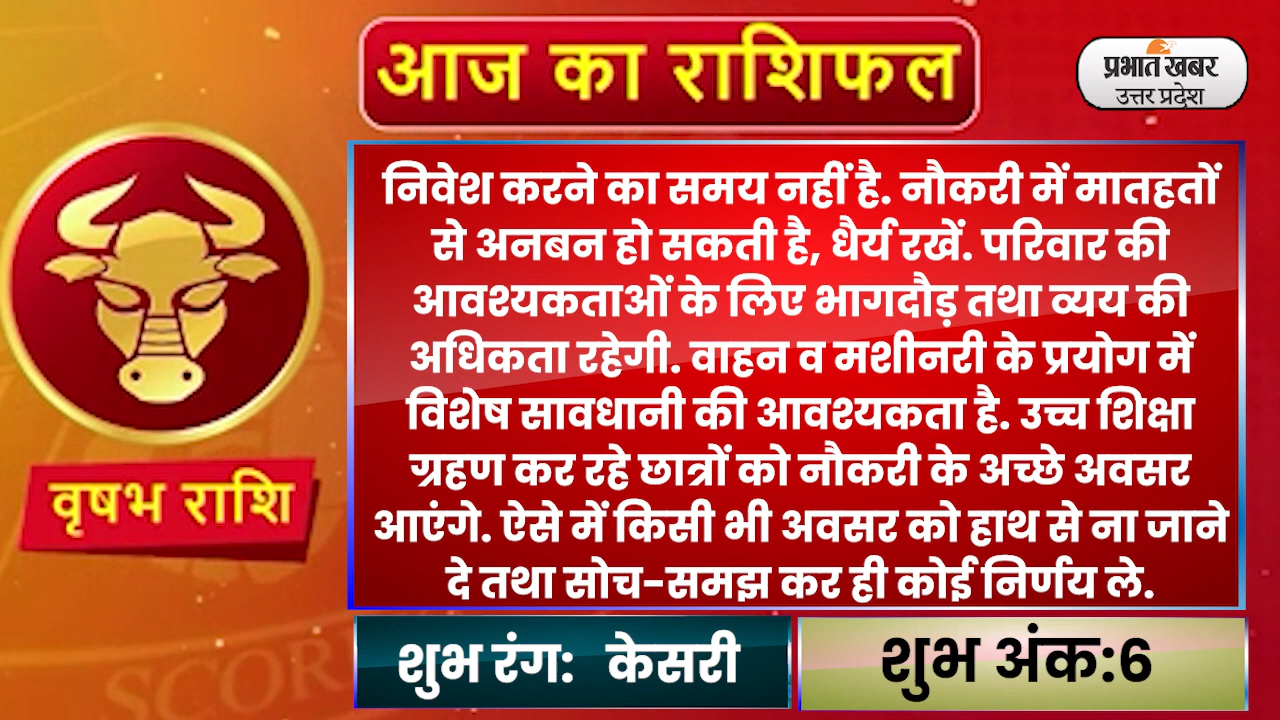 आज का राशिफल
प्रभात खबर
उत्तर प्रदेश
निवेश करने का समय नहीं है. नौकरी में मातहतों
से अनबन हो सकती है, धैर्य रखें. परिवार की
आवश्यकताओं के लिए भागदौड़ तथा व्यय की
अधिकता रहेगी. वाहन व मशीनरी के प्रयोग में
विशेष सावधानी की आवश्यकता है. उच्च शिक्षा
ग्रहण कर रहे छात्रों को नौकरी के अच्छे अवसर
आएंगे. ऐसे में किसी भी अवसर को हाथ से ना जाने
दे तथा सोच-समझ कर ही कोई निर्णय ले.
वृषभ राशि
शुभ रंग: केसरी
शुभ अंक:6
SCOR